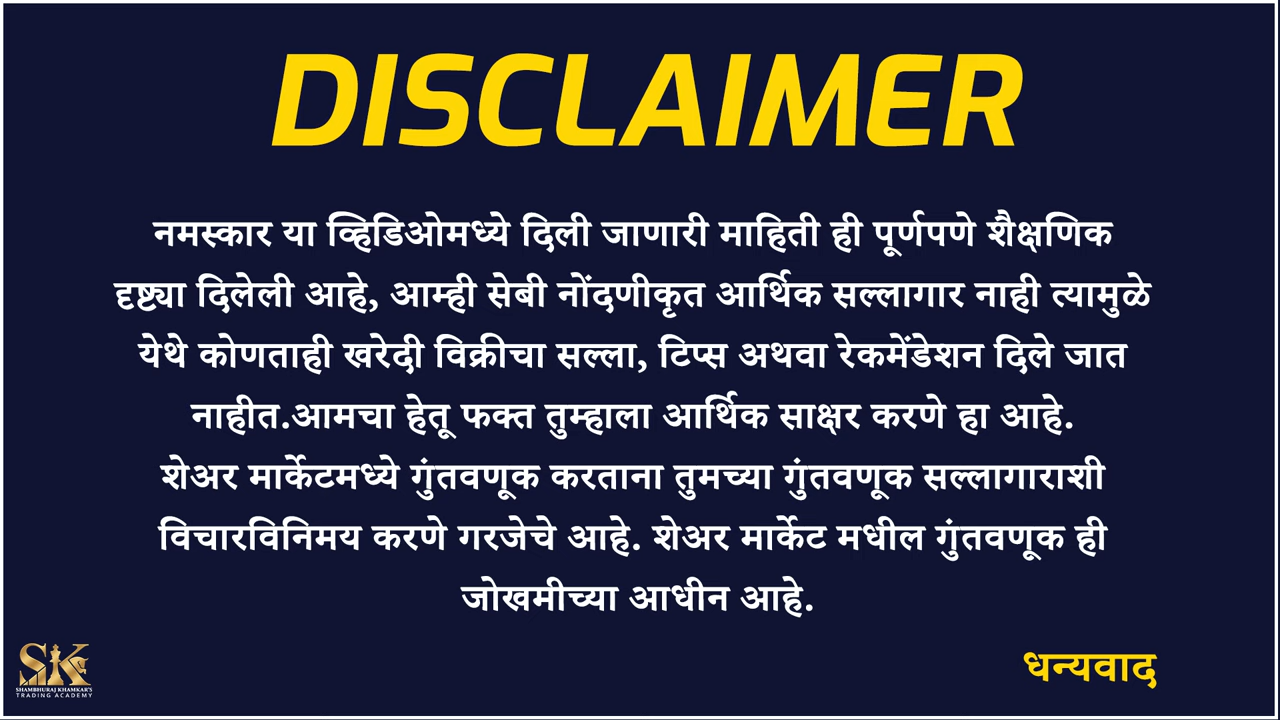 DISCLAIMER
नमस्कार या व्हिडिओमध्ये दिली जाणारी माहिती ही पूर्णपणे शैक्षणिक
दृष्ट्या दिलेली आहे, आम्ही सेबी नोंदणीकृत आर्थिक सल्लागार नाही त्यामुळे
येथे कोणताही खरेदी विक्रीचा सल्ला, टिप्स अथवा रेकमेंडेशन दिले जात
नाहीत.आमचा हेतू फक्त तुम्हाला आर्थिक साक्षर करणे हा आहे.
शेअर मार्केटमध्ये गुंतवणूक करताना तुमच्या गुंतवणूक सल्लागाराशी
विचारविनिमय करणे गरजेचे आहे. शेअर मार्केट मधील गुंतवणूक ही
जोखमीच्या आधीन आहे.
धन्यवाद
SK
SHAMBHURAJ KHAMKAR'S
TRADING ACADEMY